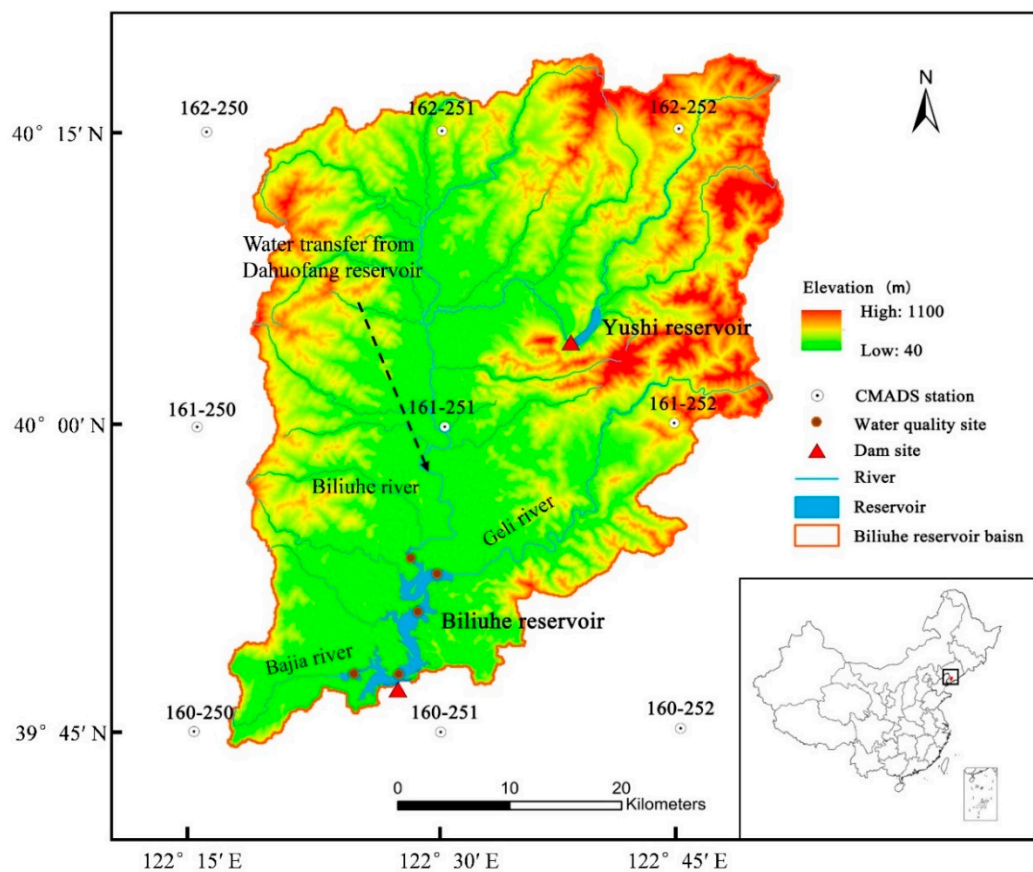 N
162-250
162-251
162-252
40° 15′ N
Water transfer from
Dahuofang reservoir
Elevation (m)
High: 1100
Low: 40
Yushi reservoir
CMADS station
161-250
161-251
161-252
40° 00′ N
Water quality site
Dam site
River
Biliuhe river
Geli river
Reservoir
Biliuhe reservoir baisn
Biliuhe reservoir
Bajia river
160-250
160-251
160-252
39° 45′ N
0
10
20
Kilometers
122° 15′ E
122° 30′ E
122° 45′ E